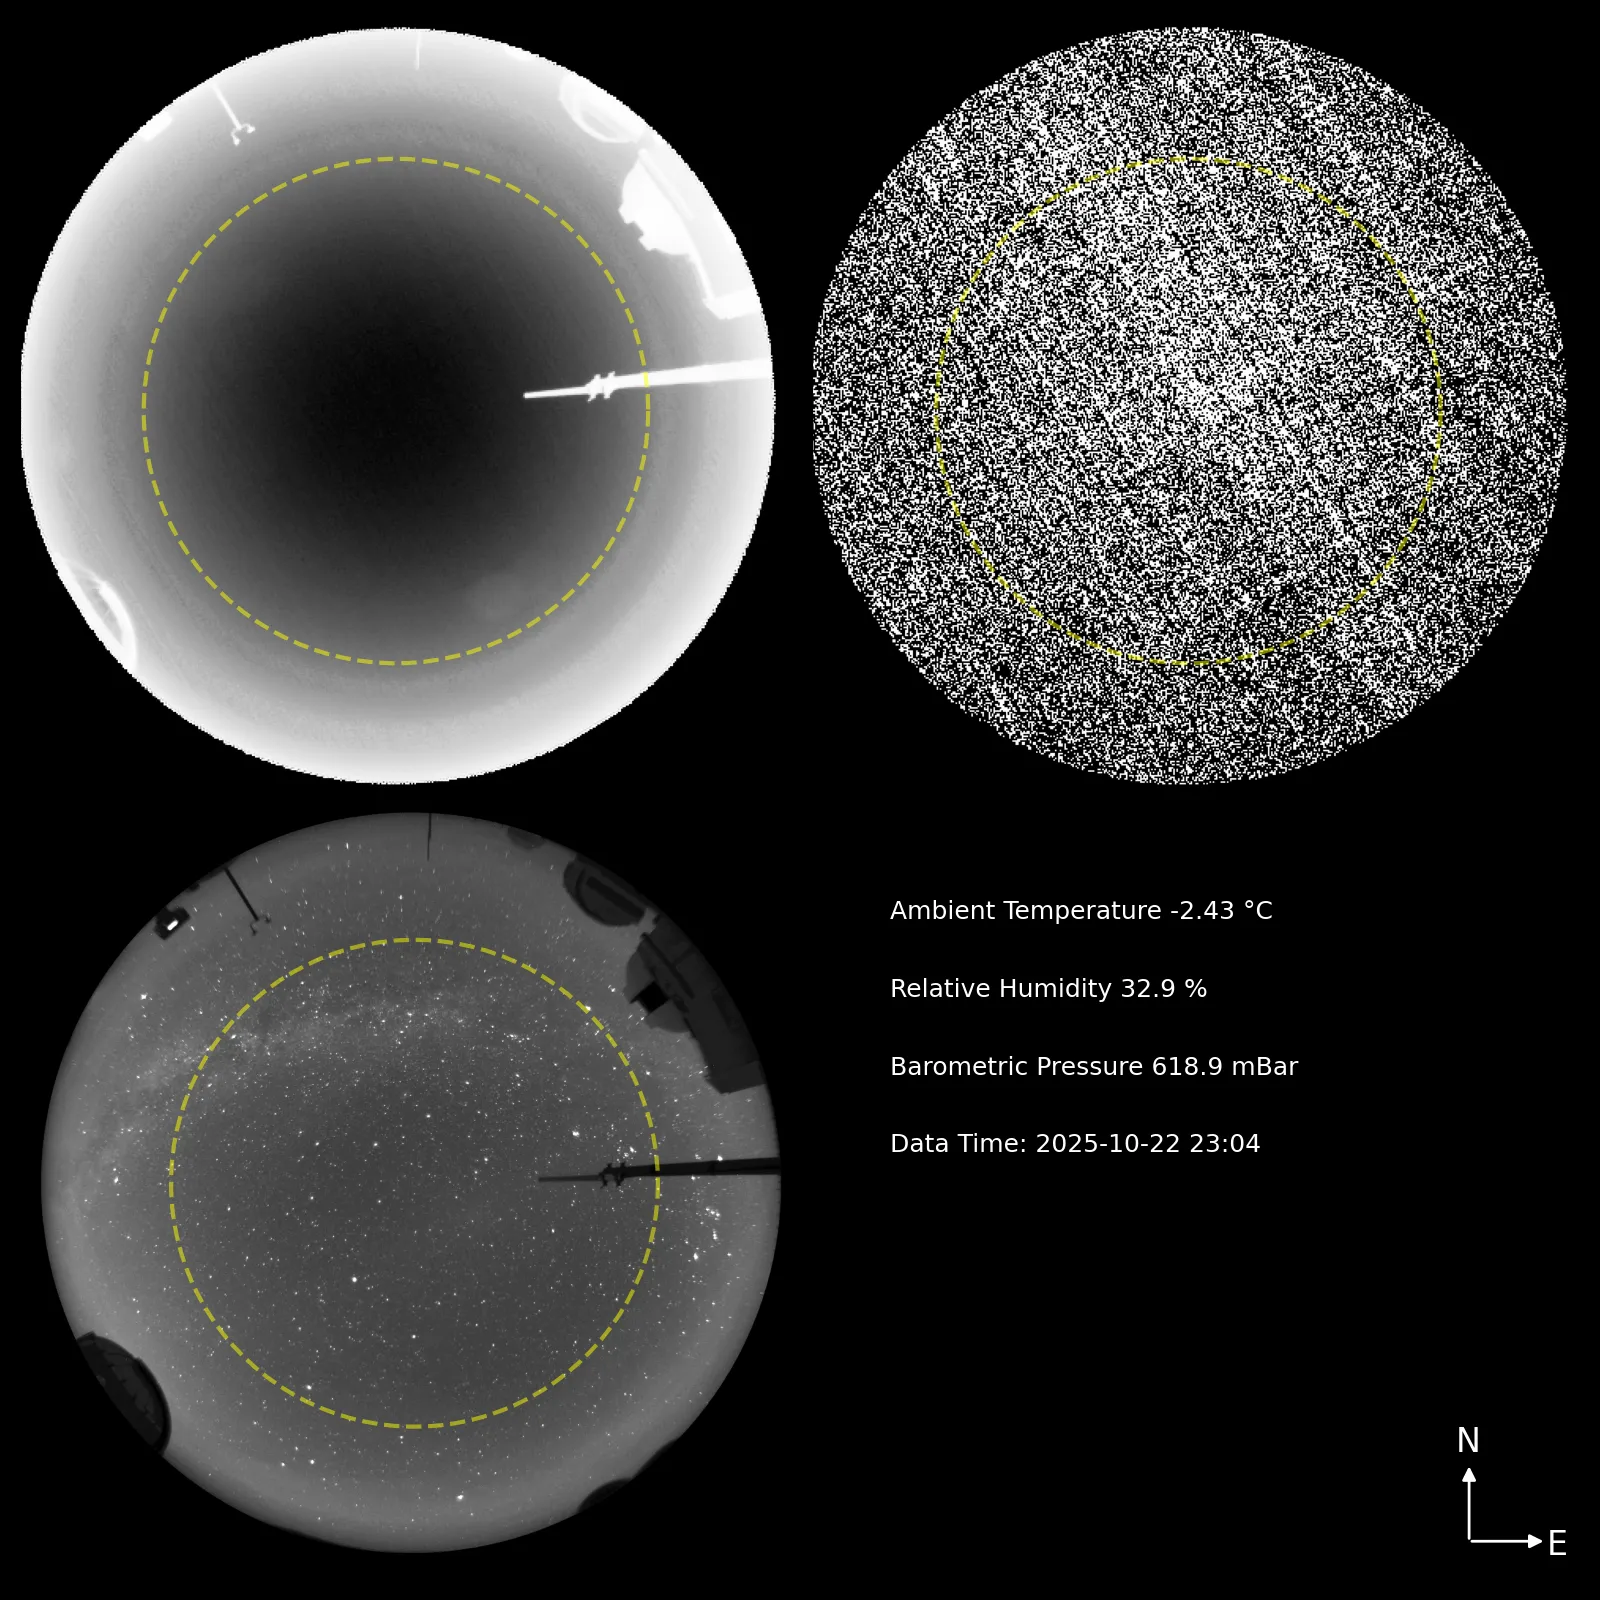 Ambient Temperature -2.43 °C
Relative Humidity 32.9 %
Barometric Pressure 618.9 mBar
Data Time: 2025-10-22 23:04
N
E